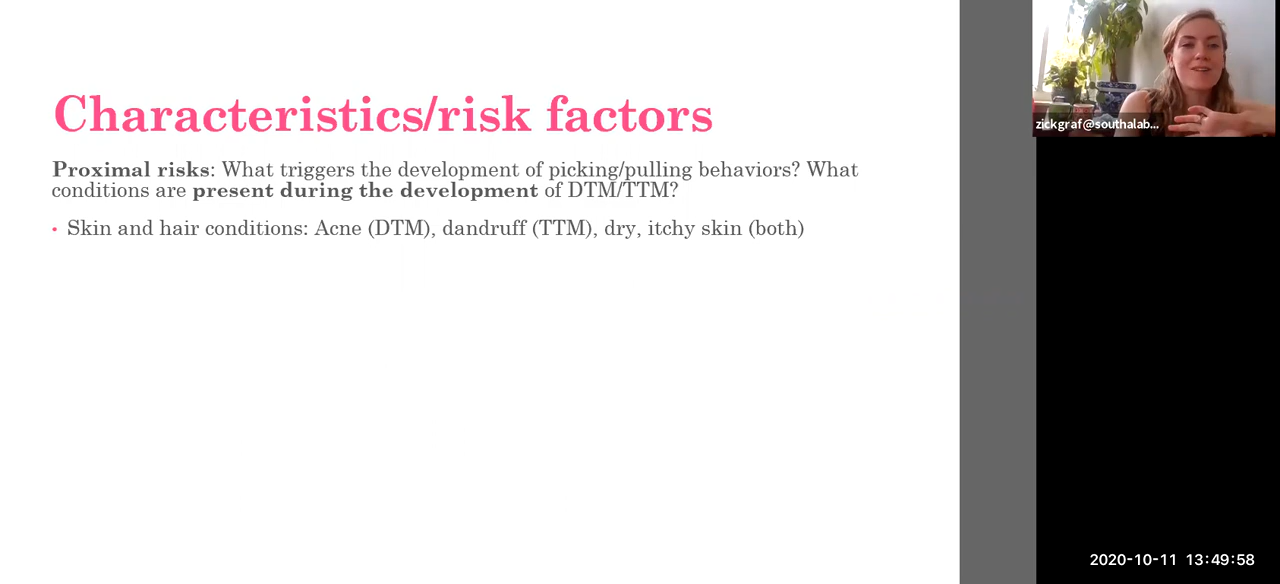 Characteristics/risk factors
Proximal risks: What triggers the development of picking/pulling behaviors? What
conditions are present during the development of DTM/TTM?
• Skin and hair conditions: Acne (DTM), dandruff (TTM), dry, itchy skin (both)
zickgraf@southalab...
2020-10-11 13:49:58